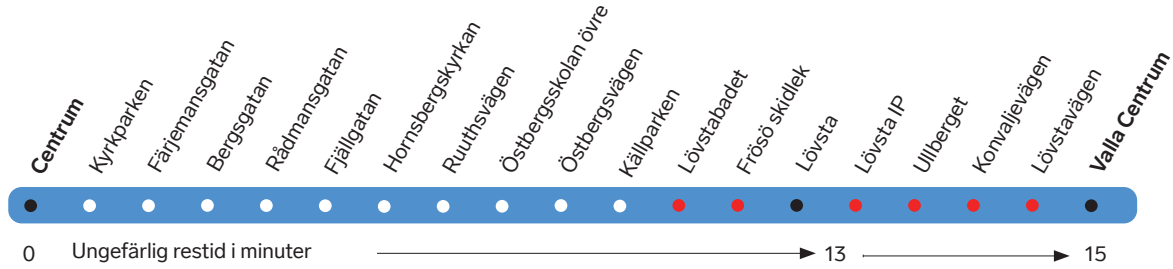 Centrum
Kyrkparken
Färjemansgatan
Bergsgatan
Rådmansgatan
Fjällgatan
Hornsbergskyrkan
Ruuthsvägen
Östbergsskolan övre
Östbergsvägen
Källparken
Lövstabadet
Frösö skidlek
Lövsta
Lövsta IP
Ullberget
Konvaljevägen
Lövstavägen
Valla Centrum
0 Ungefärlig restid i minuter 13 15